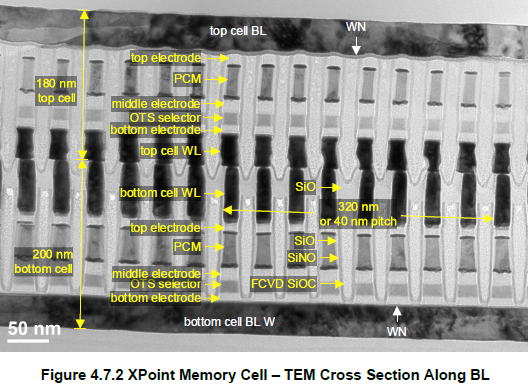 top cell BL
WN
top electrode
180 nm
top cell
PCM
middle electrode
OTS selector
bottom electrode
top cell WL
bottom cell WL
SiO
320 nm
or 40 nm pitch
top electrode
SiO
PCM
200 nm
bottom cell
SiNO
middle electrode
OTS selector
FCVD SiOC
bottom electrode
bottom cell BL W
WN
50 nm
Figure 4.7.2 XPoint Memory Cell – TEM Cross Section Along BL